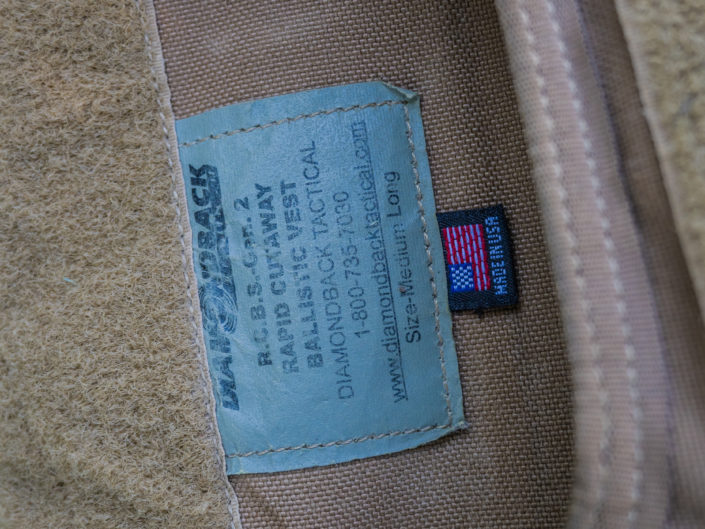 DIAMONDBACK
R.C.B.S.-Gen. 2
RAPID CUTAWAY
BALLISTIC VEST
DIAMONDBACK TACTICAL
1-800-735-7030
www.diamondbacktactical.com
Size-Medium Long
MADE IN USA